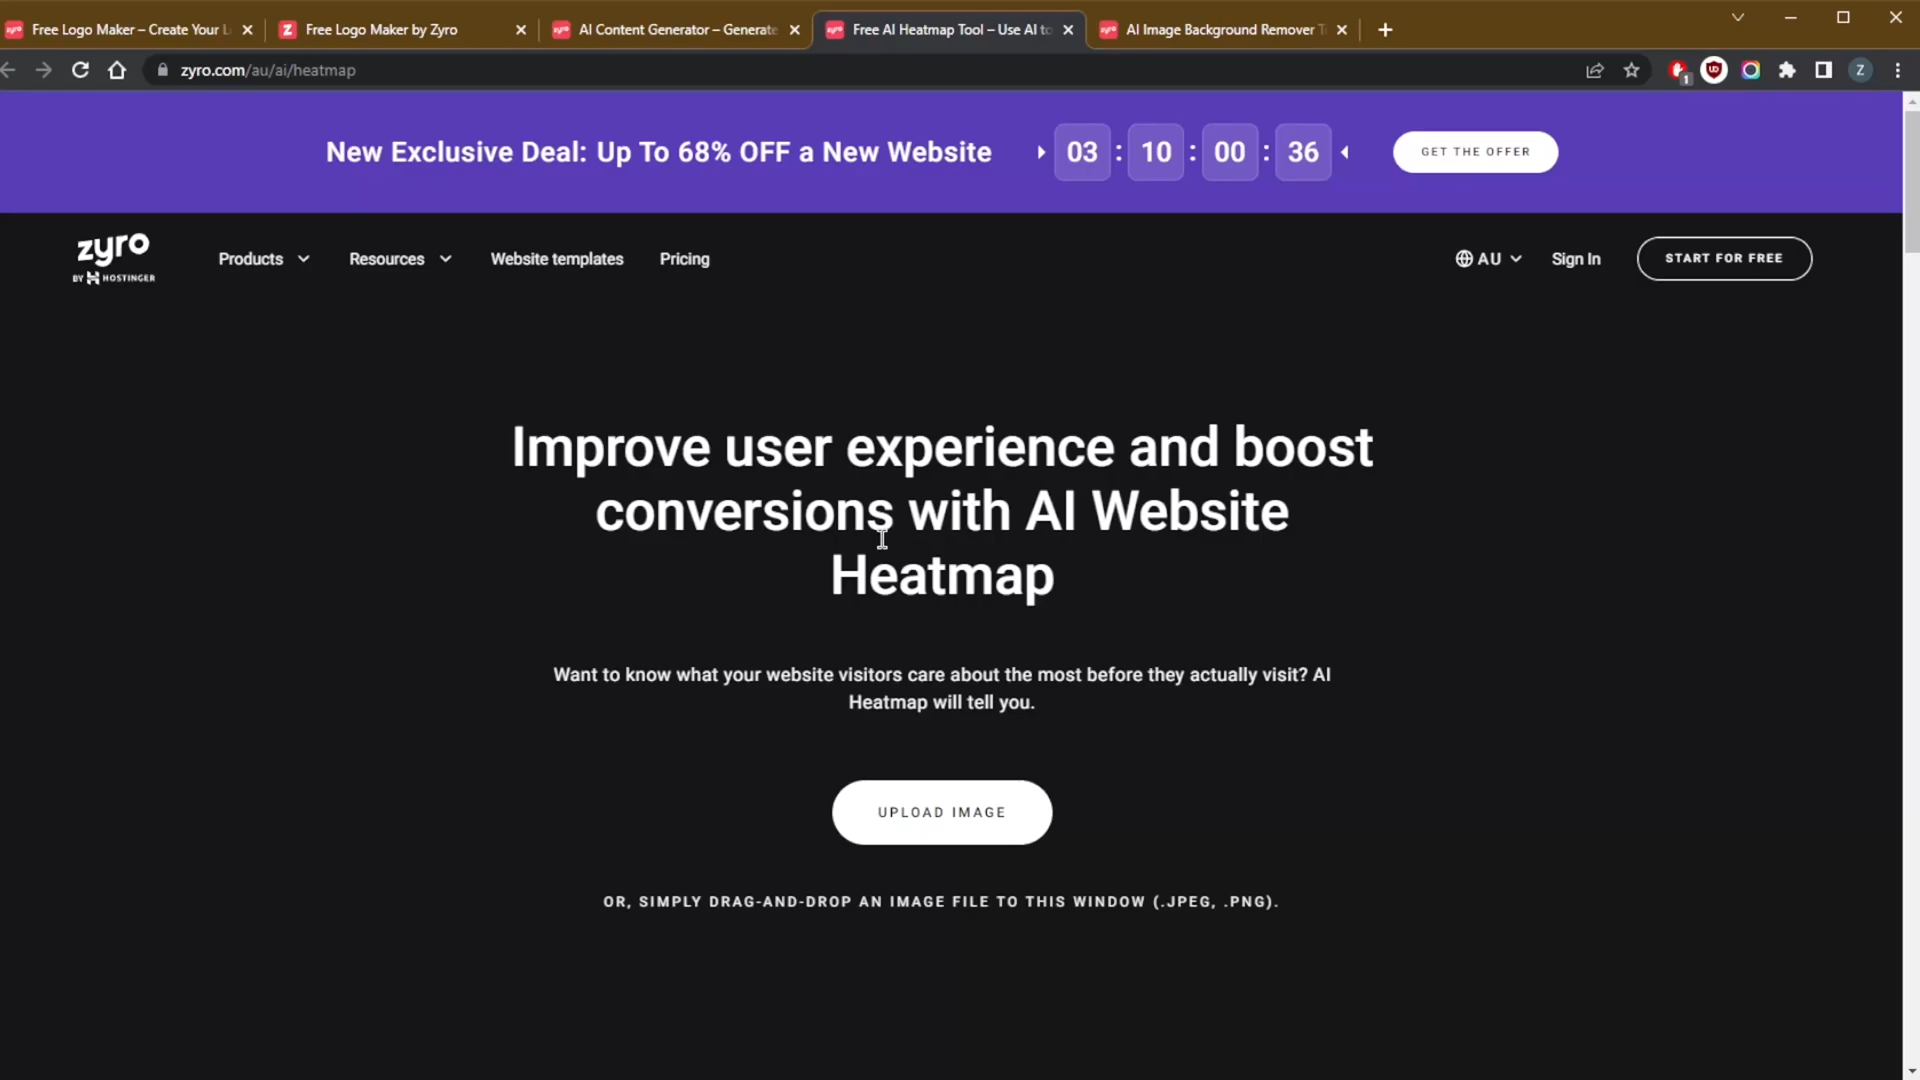 Free Logo Maker – Create Your L
Free Logo Maker by Zyro
AI Content Generator – Generate
Free AI Heatmap Tool – Use AI to
AI Image Background Remover T
zyro.com/au/ai/heatmap
1
Z
New Exclusive Deal: Up To 68% OFF a New Website
03 : 10 : 00 : 36
GET THE OFFER
zyro
BY HOSTINGER
Products
Resources
Website templates
Pricing
AU
Sign In
START FOR FREE
Improve user experience and boost
conversions with AI Website
Heatmap
Want to know what your website visitors care about the most before they actually visit? AI
Heatmap will tell you.
UPLOAD IMAGE
OR, SIMPLY DRAG-AND-DROP AN IMAGE FILE TO THIS WINDOW (.JPEG, .PNG).